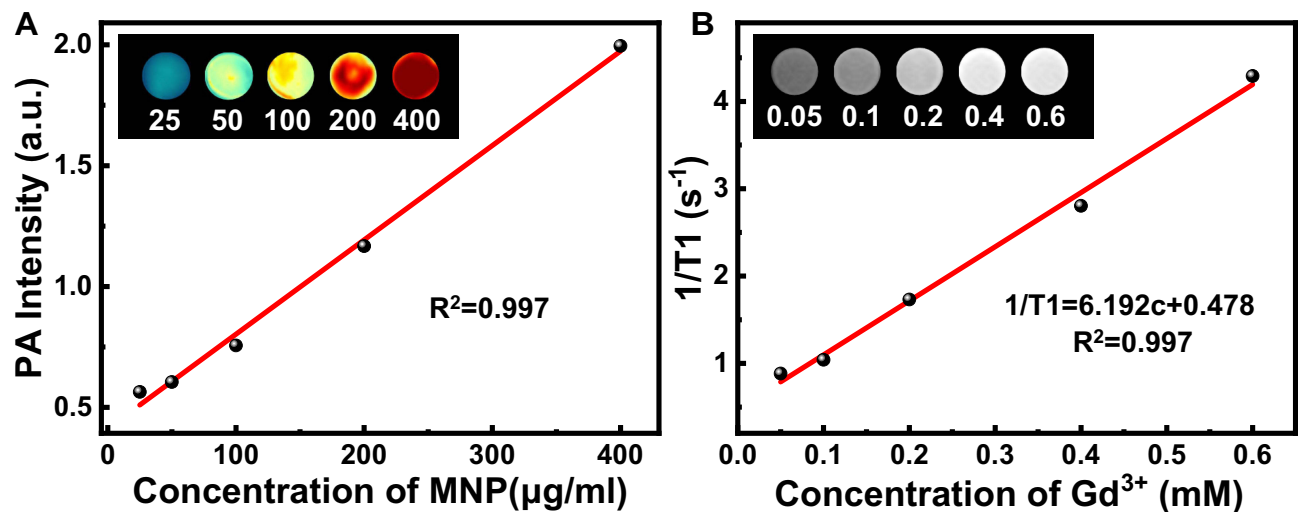 A
2.0
1.5
1.0
0.5
PA Intensity (a.u.)
25 50 100 200 400
R²=0.997
0 100 200 300 400
Concentration of MNP(μg/ml)
B
4
3
2
1
1/T1 (s⁻¹)
0.05 0.1 0.2 0.4 0.6
1/T1=6.192c+0.478
R²=0.997
0.0 0.1 0.2 0.3 0.4 0.5 0.6
Concentration of Gd³⁺ (mM)